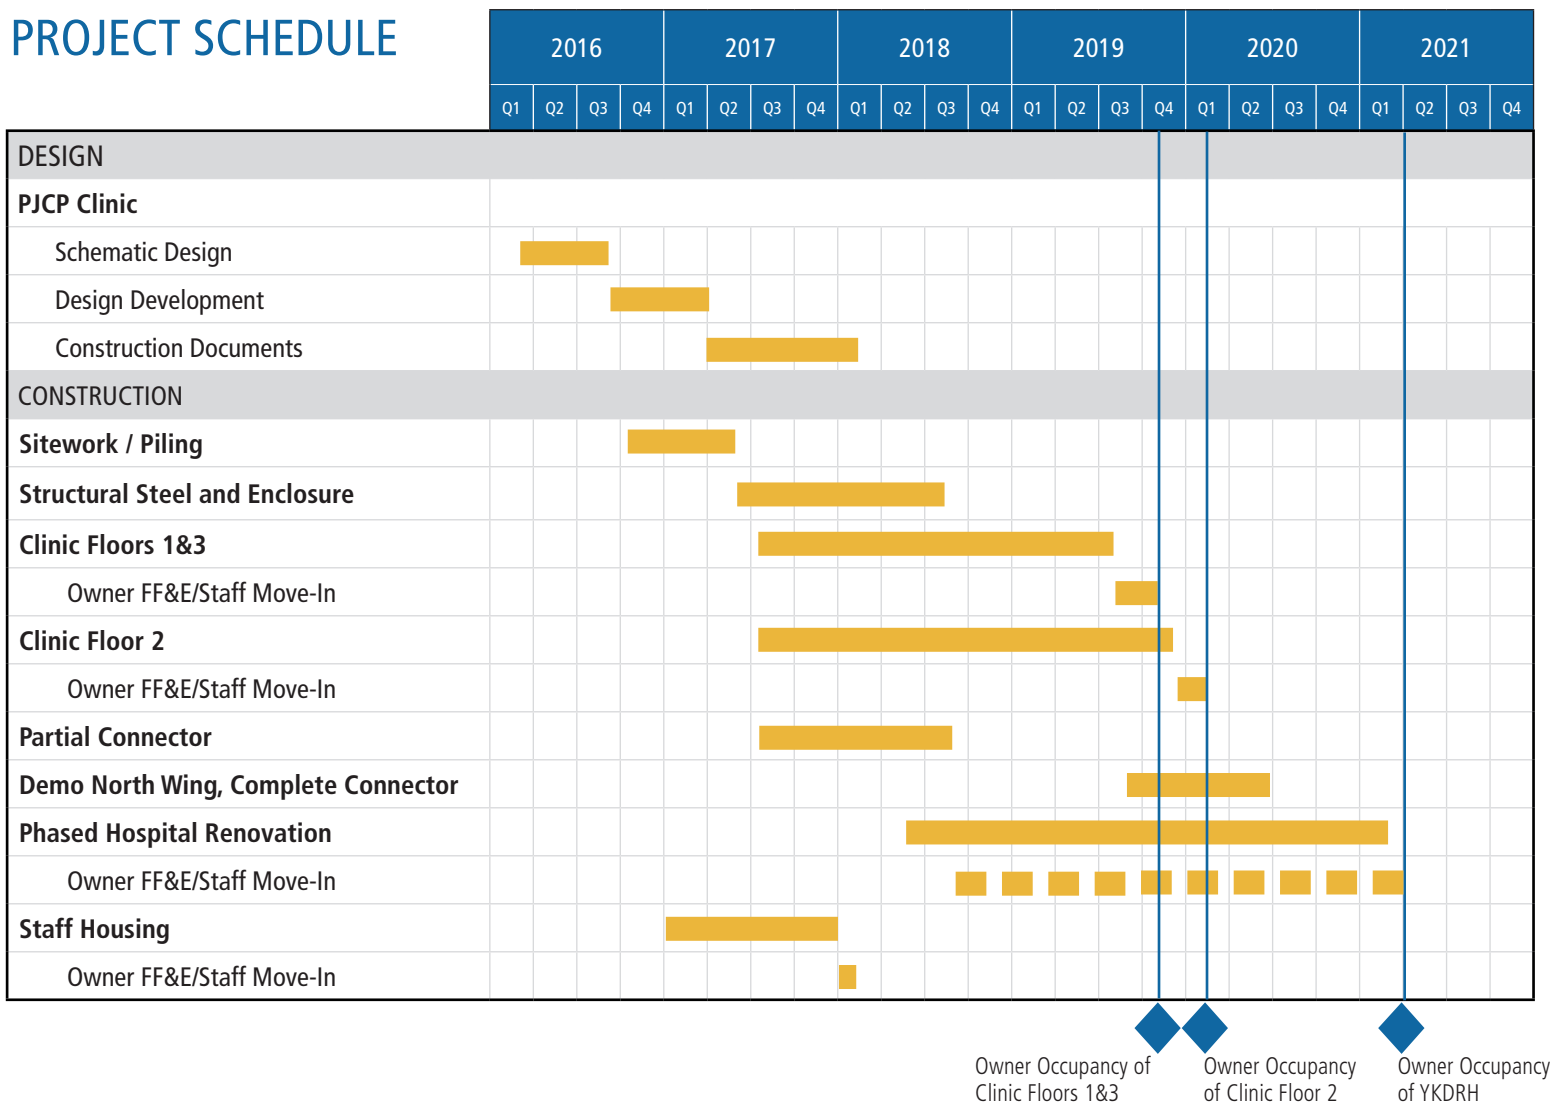 PROJECT SCHEDULE
2016 2017 2018 2019 2020 2021
Q1 Q2 Q3 Q4 Q1 Q2 Q3 Q4 Q1 Q2 Q3 Q4 Q1 Q2 Q3 Q4 Q1 Q2 Q3 Q4 Q1 Q2 Q3 Q4
DESIGN
PJCP Clinic
Schematic Design
Design Development
Construction Documents
CONSTRUCTION
Sitework / Piling
Structural Steel and Enclosure
Clinic Floors 1&3
Owner FF&E/Staff Move-In
Clinic Floor 2
Owner FF&E/Staff Move-In
Partial Connector
Demo North Wing, Complete Connector
Phased Hospital Renovation
Owner FF&E/Staff Move-In
Staff Housing
Owner FF&E/Staff Move-In
Owner Occupancy of
Clinic Floors 1&3
Owner Occupancy
of Clinic Floor 2
Owner Occupancy
of YKDRH